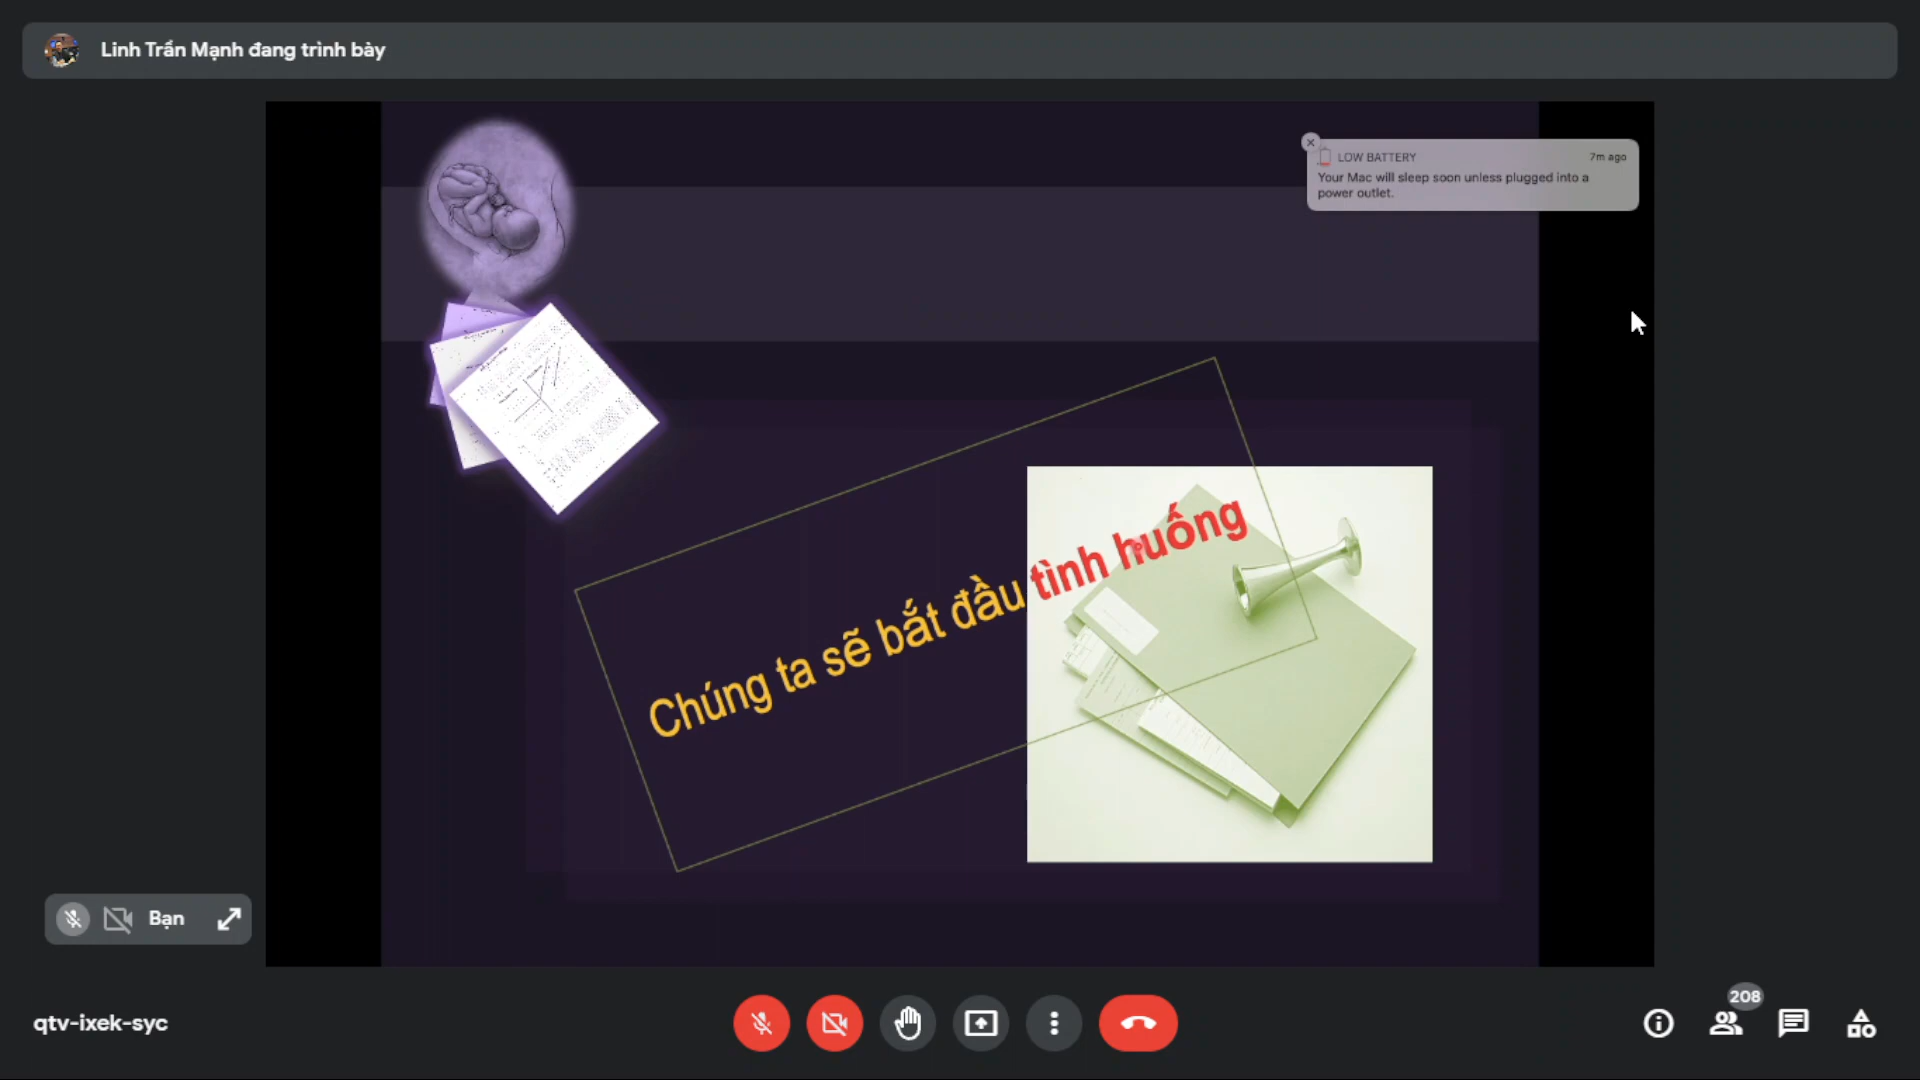 Linh Trần Mạnh đang trình bày
LOW BATTERY
7m ago
Your Mac will sleep soon unless plugged into a
power outlet.
Chúng ta sẽ bắt đầu tình huống
Bạn
qtv-ixek-syc
208